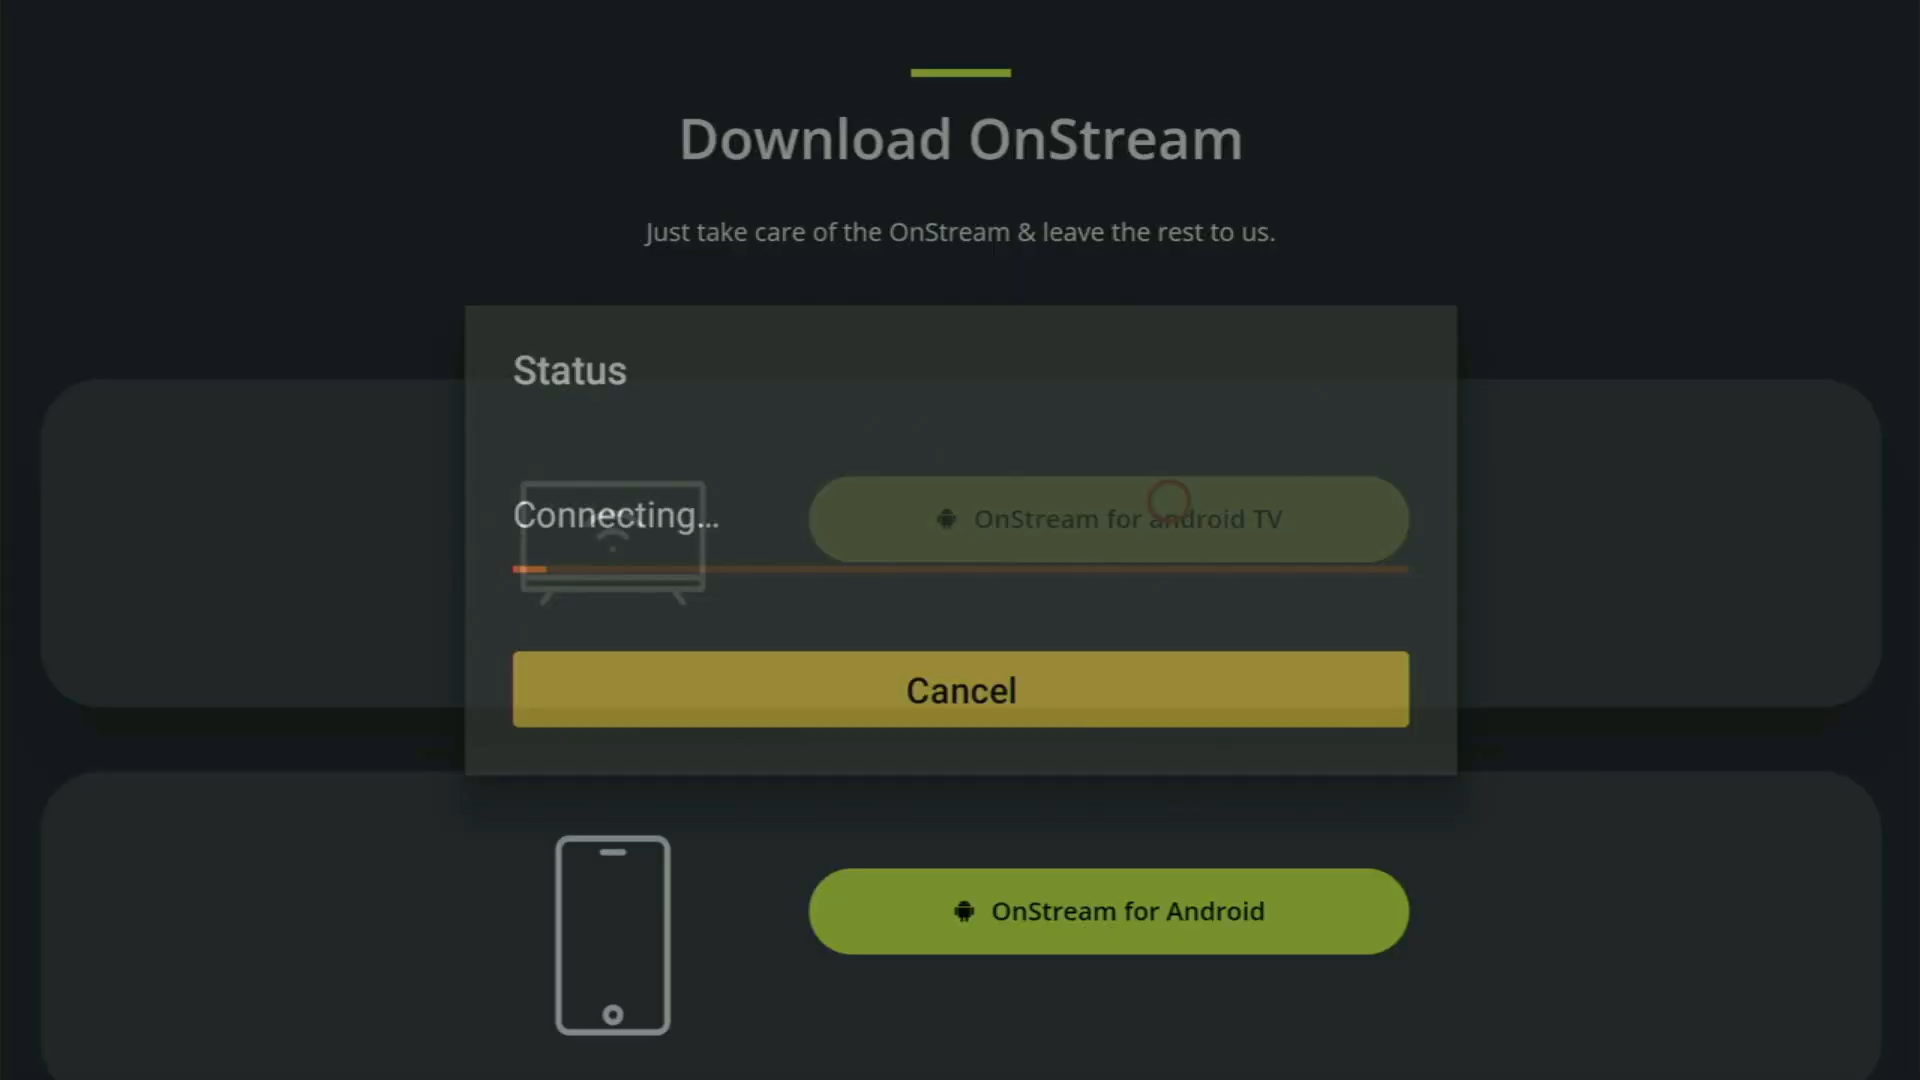 Download OnStream
Just take care of the OnStream & leave the rest to us.
Status
Connecting...
OnStream for android TV
Cancel
OnStream for Android